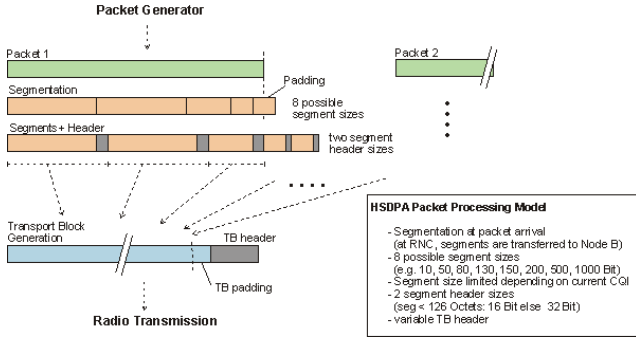 Packet Generator
Packet 1
Packet 2
Segmentation
Padding
8 possible
segment sizes
Segments + Header
two segment
header sizes
Transport Block
Generation
TB header
TB padding
Radio Transmission
HSDPA Packet Processing Model
- Segmentation at packet arrival
(at RNC, segments are transferred to Node B)
- 8 possible segment sizes
(e.g. 10, 50, 80, 130, 150, 200, 500, 1000 Bit)
- Segment size limited depending on current CQI
- 2 segment header sizes
(seg < 126 Octets: 16 Bit else 32 Bit)
- variable TB header